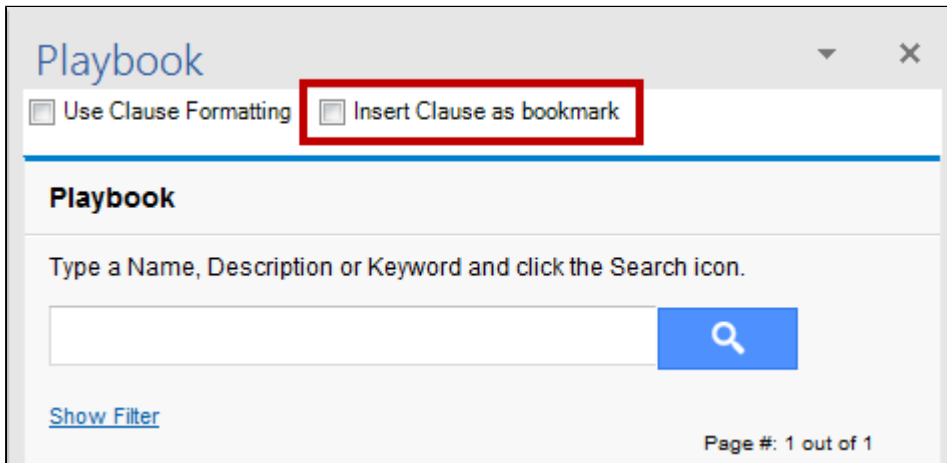 Playbook
Use Clause Formatting Insert Clause as bookmark
Playbook
Type a Name, Description or Keyword and click the Search icon.
Show Filter
Page #: 1 out of 1